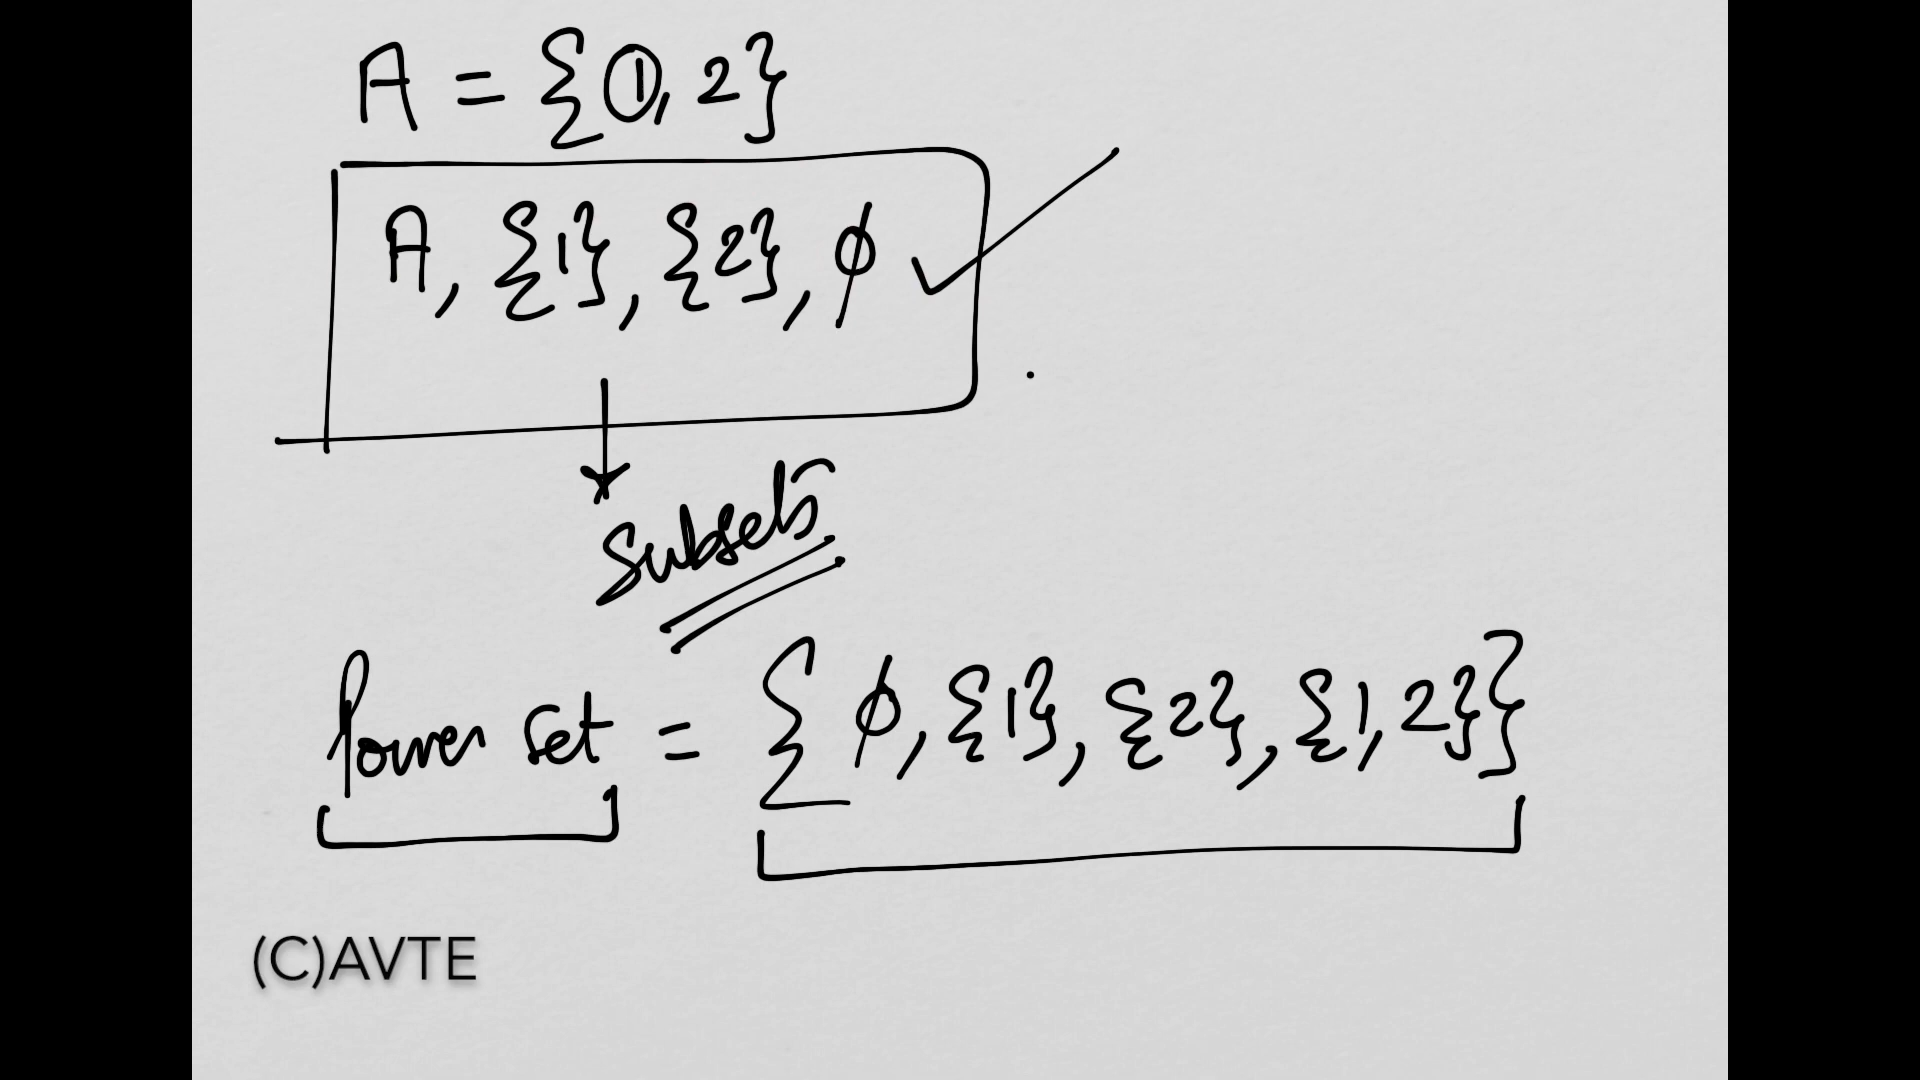 A = {1, 2}
A, {1}, {2}, ϕ
Subsets
Power set = { ϕ, {1}, {2}, {1, 2}}
(C)AVTE